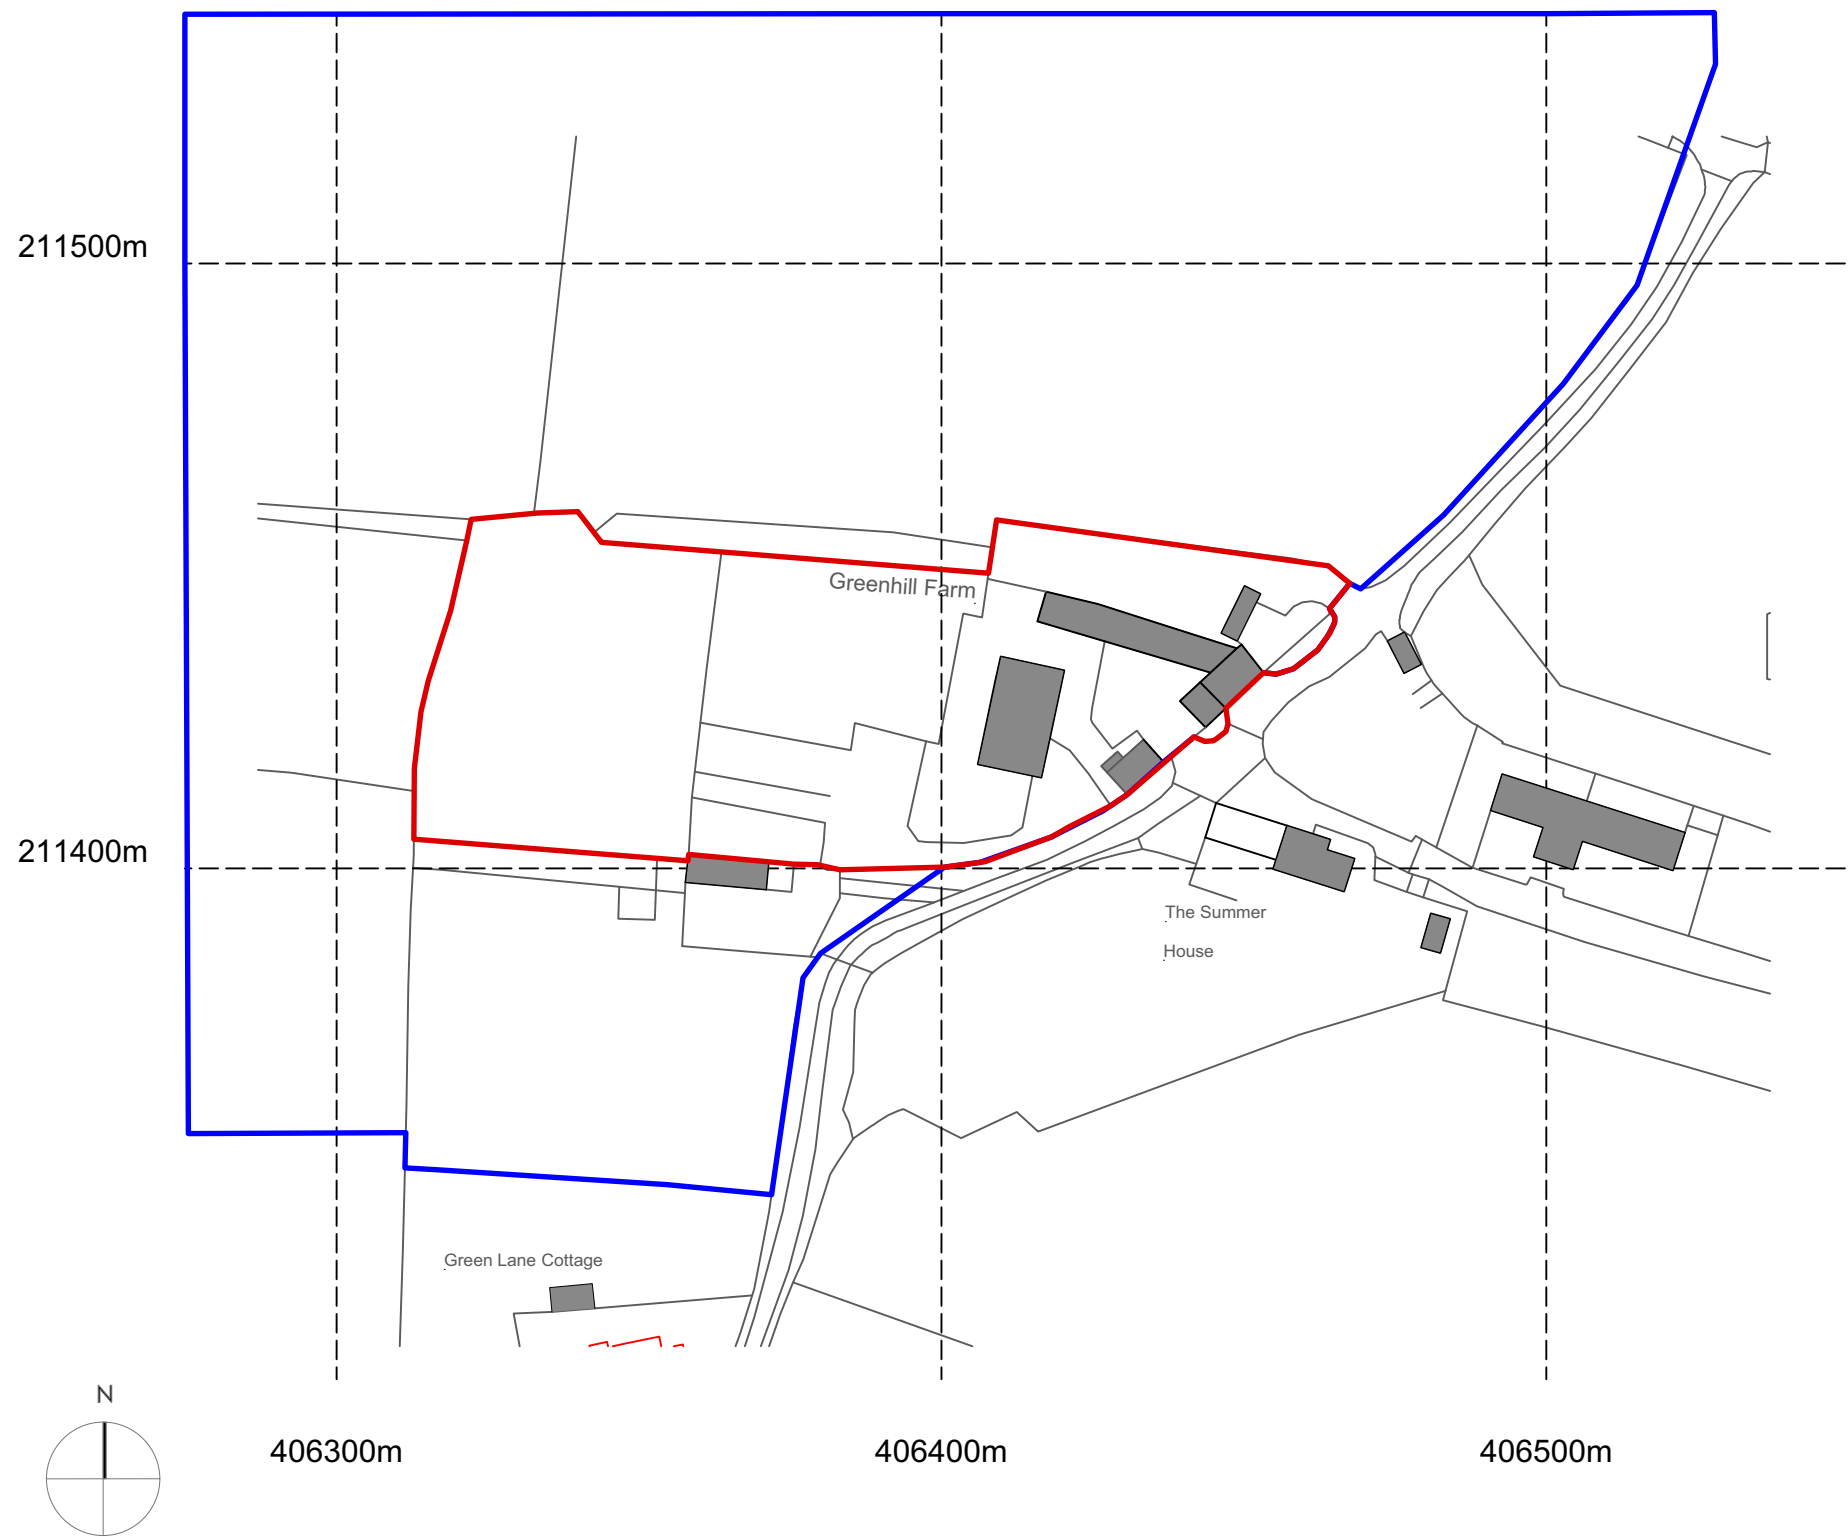 211500m
Greenhill Farm
211400m
The Summer
House
Green Lane Cottage
N
406300m
406400m
406500m